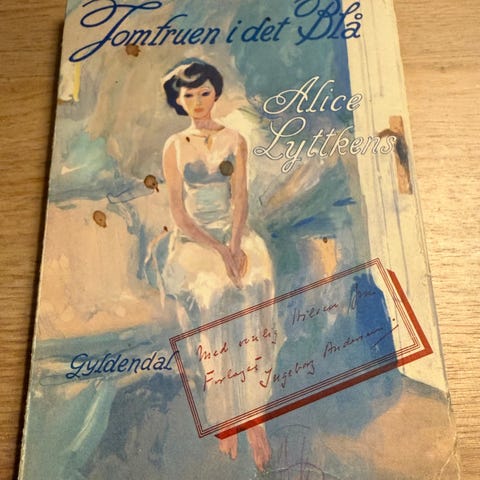 Jomfruen i det Blå
Alice
Lyttkens
Med venlig Hilsen fra
Forlaget Ingeborg Andersen
Gyldendal